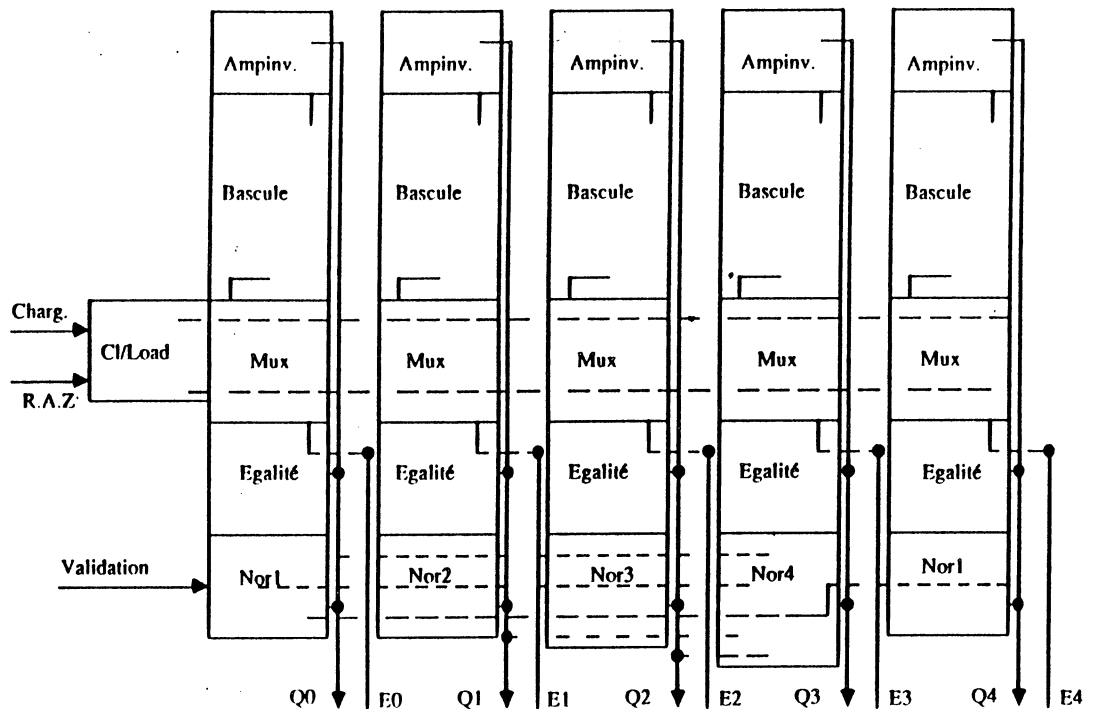 Ampinv. Ampinv. Ampinv. Ampinv. Ampinv.
Bascule Bascule Bascule Bascule Bascule
Charg.
Cl/Load Mux Mux Mux Mux Mux
R.A.Z
Egalité Egalité Egalité Egalité Egalité
Validation Nor1 Nor2 Nor3 Nor4 Nor1
Q0 E0 Q1 E1 Q2 E2 Q3 E3 Q4 E4